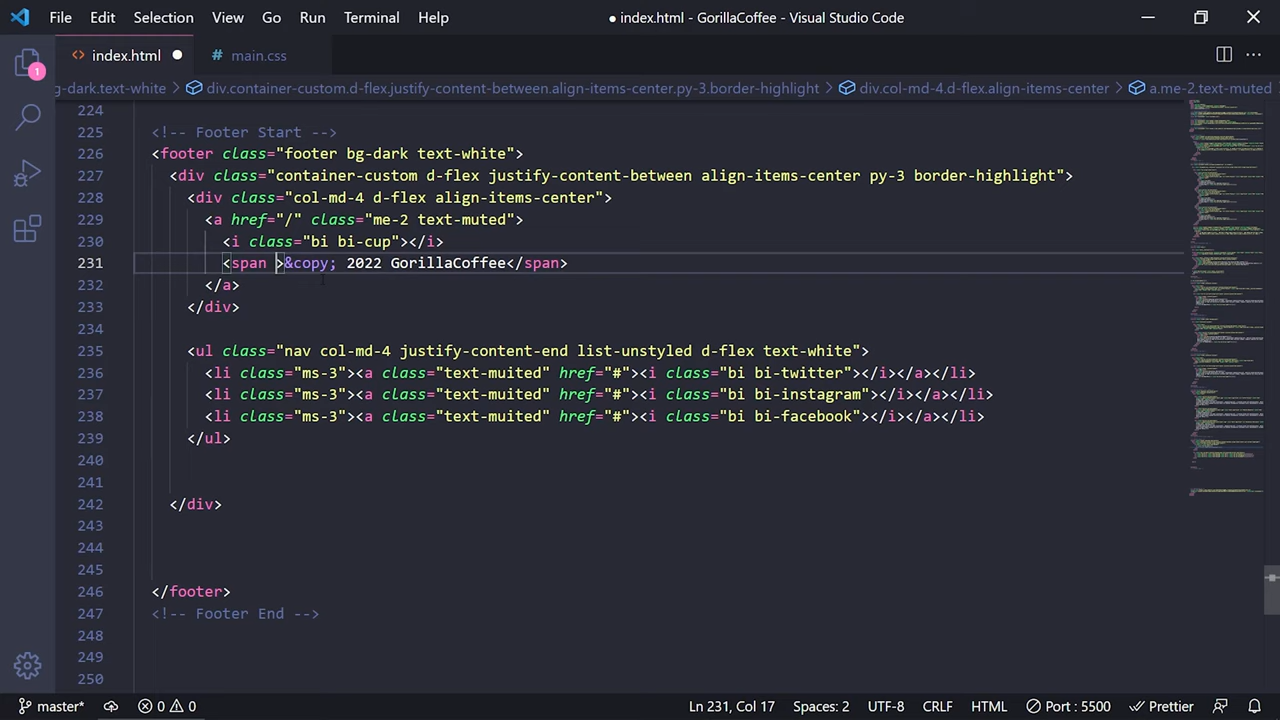 File Edit Selection View Go Run Terminal Help ● index.html - GorillaCoffee - Visual Studio Code
1
<> index.html ● # main.css
g-dark.text-white > div.container-custom.d-flex.justify-content-between.align-items-center.py-3.border-highlight > div.col-md-4.d-flex.align-items-center > a.me-2.text-muted
224
225 <!-- Footer Start -->
226 <footer class="footer bg-dark text-white"
227 <div class="container-custom d-flex justify-content-between align-items-center py-3 border-highlight">
228 <div class="col-md-4 d-flex align-items-center">
229 <a href="/" class="me-2 text-muted">
230 <i class="bi bi-cup"></i>
231 <span >&copy; 2022 GorillaCoffee</span>
232 </a>
233 </div>
234
235 <ul class="nav col-md-4 justify-content-end list-unstyled d-flex text-white">
236 <li class="ms-3"><a class="text-muted" href="#"><i class="bi bi-twitter"></i></a></li>
237 <li class="ms-3"><a class="text-muted" href="#"><i class="bi bi-instagram"></i></a></li>
238 <li class="ms-3"><a class="text-muted" href="#"><i class="bi bi-facebook"></i></a></li>
239 </ul>
240
241
242 </div>
243
244
245
246 </footer>
247 <!-- Footer End -->
248
249
250
master* 0 0 Ln 231, Col 17 Spaces: 2 UTF-8 CRLF HTML Port : 5500 Prettier